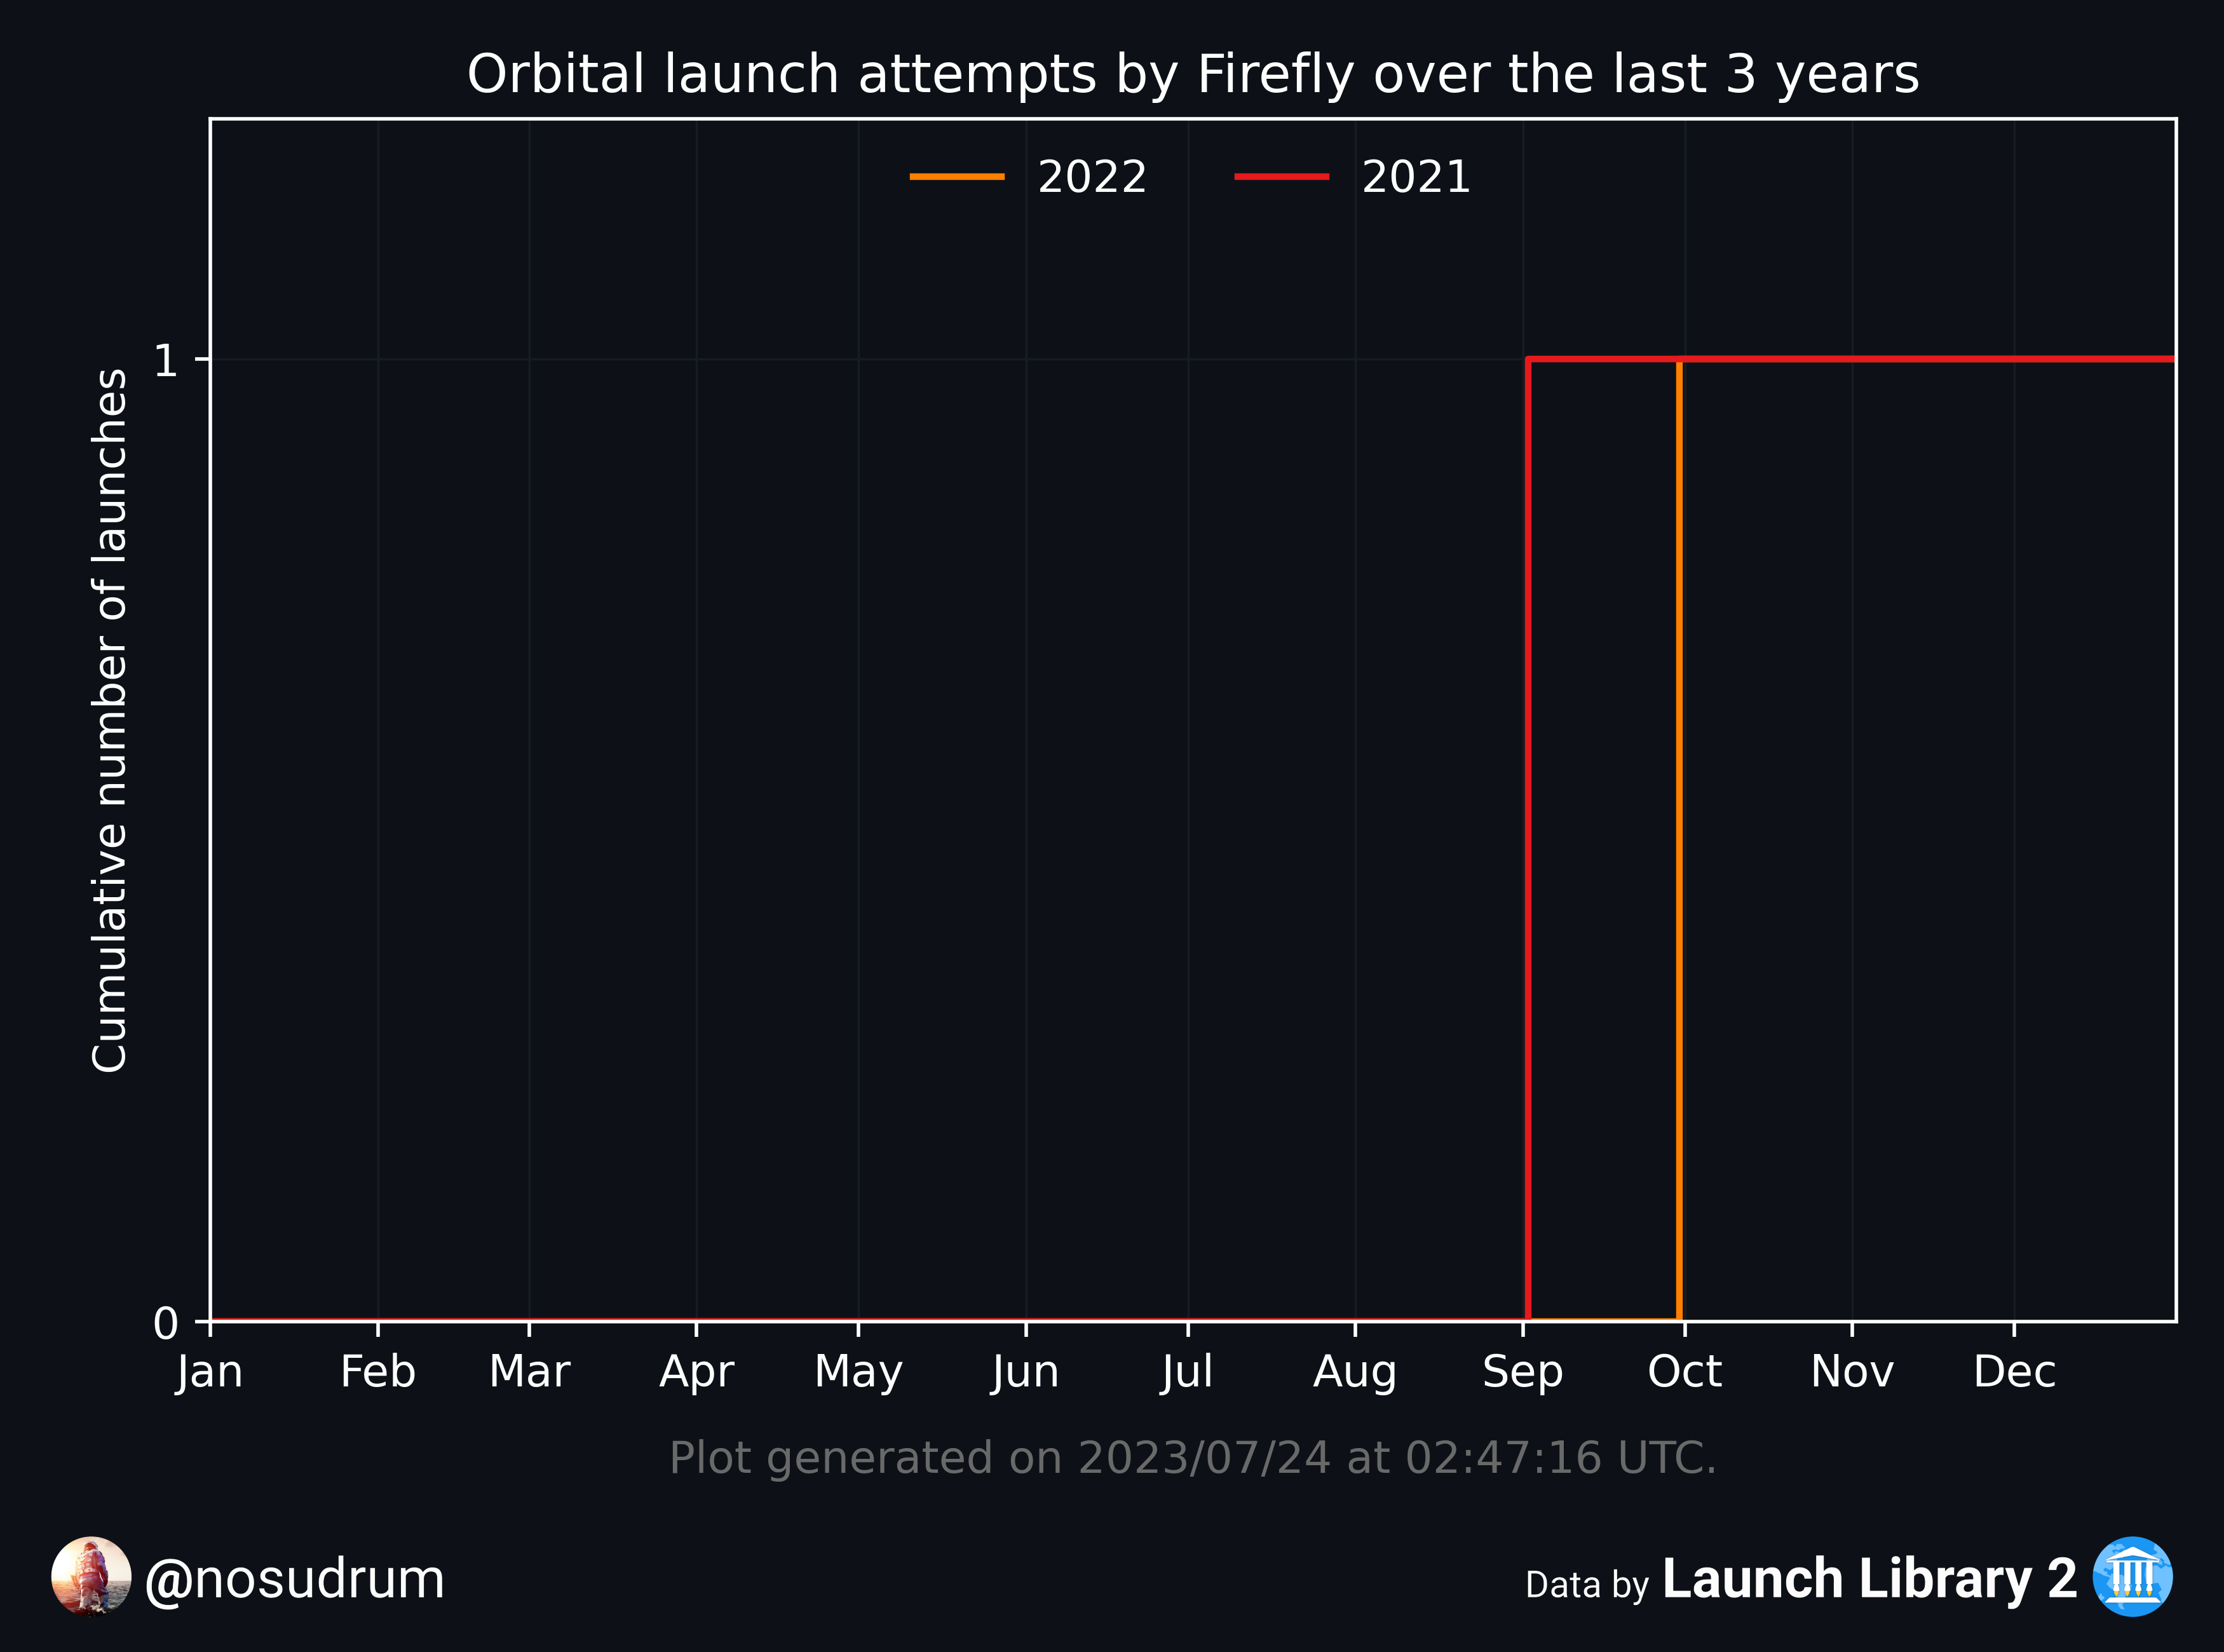 Orbital launch attempts by Firefly over the last 3 years
2022
2021
Cumulative number of launches
1
0
Jan Feb Mar Apr May Jun Jul Aug Sep Oct Nov Dec
Plot generated on 2023/07/24 at 02:47:16 UTC.
@nosudrum
Data by Launch Library 2